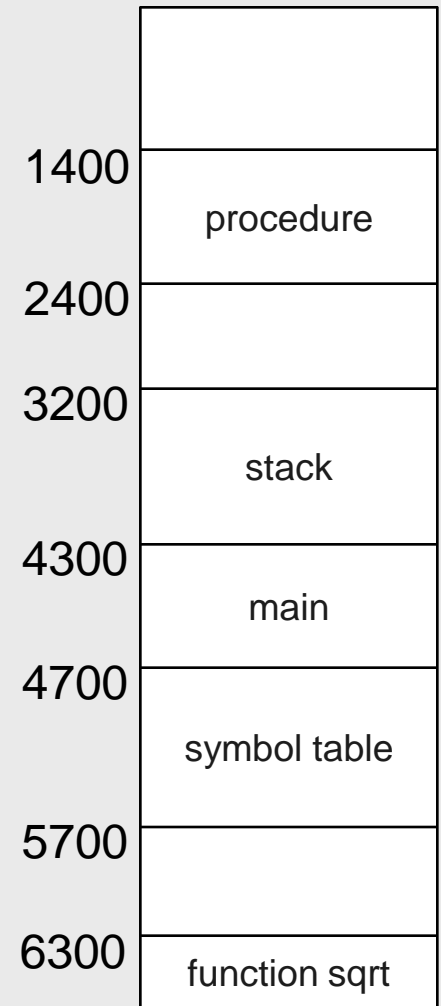 1400
procedure
2400
3200
stack
4300
main
4700
symbol table
5700
6300
function sqrt